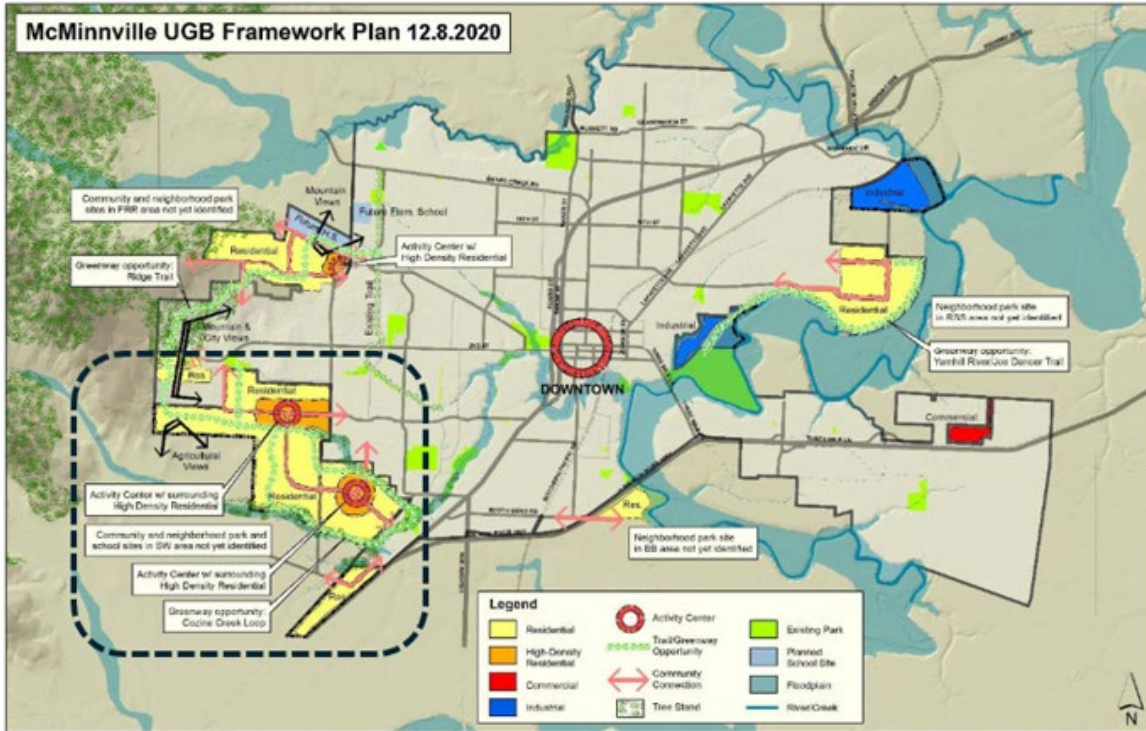 McMinnville UGB Framework Plan 12.8.2020
Community and neighborhood park
sites in FRR area not yet identified
Mountain
Views
Future Elem. School
Future H.S.
Industrial
Residential
Activity Center w/
High Density Residential
Greenway opportunity:
Ridge Trail
Existing Trail
Residential
Neighborhood park site
in RSS area not yet identified
Mountain &
City Views
Industrial
Greenway opportunity:
Yamhill River/Joe Dancer Trail
2ND ST
Res.
Residential
DOWNTOWN
Commercial
Agricultural
Views
Activity Center w/ surrounding
High Density Residential
Residential
Res.
Community and neighborhood park and
school sites in SW area not yet identified
Neighborhood park site
in BB area not yet identified
Activity Center w/ surrounding
High Density Residential
Res.
Greenway opportunity:
Cozine Creek Loop
Legend
Residential
High-Density
Residential
Commercial
Industrial
Activity Center
Trail/Greenway
Opportunity
Community
Connection
Tree Stand
Existing Park
Planned
School Site
Floodplain
River/Creek
N